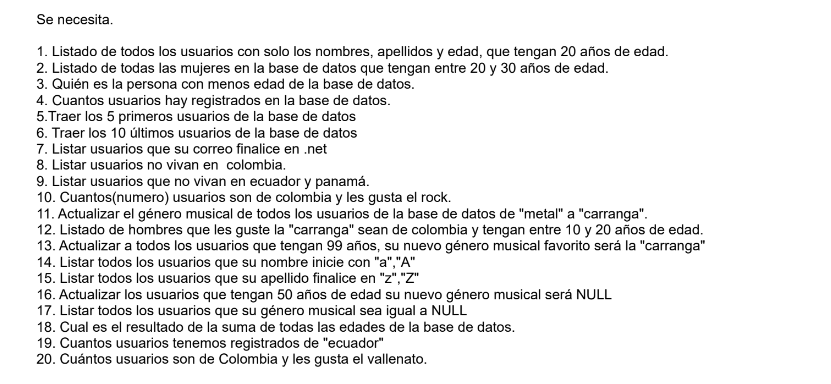 Se necesita.
1. Listado de todos los usuarios con solo los nombres, apellidos y edad, que tengan 20 años de edad.
2. Listado de todas las mujeres en la base de datos que tengan entre 20 y 30 años de edad.
3. Quién es la persona con menos edad de la base de datos.
4. Cuantos usuarios hay registrados en la base de datos.
5.Traer los 5 primeros usuarios de la base de datos
6. Traer los 10 últimos usuarios de la base de datos
7. Listar usuarios que su correo finalice en .net
8. Listar usuarios no vivan en  colombia.
9. Listar usuarios que no vivan en ecuador y panamá.
10. Cuantos(numero) usuarios son de colombia y les gusta el rock.
11. Actualizar el género musical de todos los usuarios de la base de datos de "metal" a "carranga".
12. Listado de hombres que les guste la "carranga" sean de colombia y tengan entre 10 y 20 años de edad.
13. Actualizar a todos los usuarios que tengan 99 años, su nuevo género musical favorito será la "carranga"
14. Listar todos los usuarios que su nombre inicie con "a","A"
15. Listar todos los usuarios que su apellido finalice en "z","Z"
16. Actualizar los usuarios que tengan 50 años de edad su nuevo género musical será NULL
17. Listar todos los usuarios que su género musical sea igual a NULL
18. Cual es el resultado de la suma de todas las edades de la base de datos.
19. Cuantos usuarios tenemos registrados de "ecuador"
20. Cuántos usuarios son de Colombia y les gusta el vallenato.